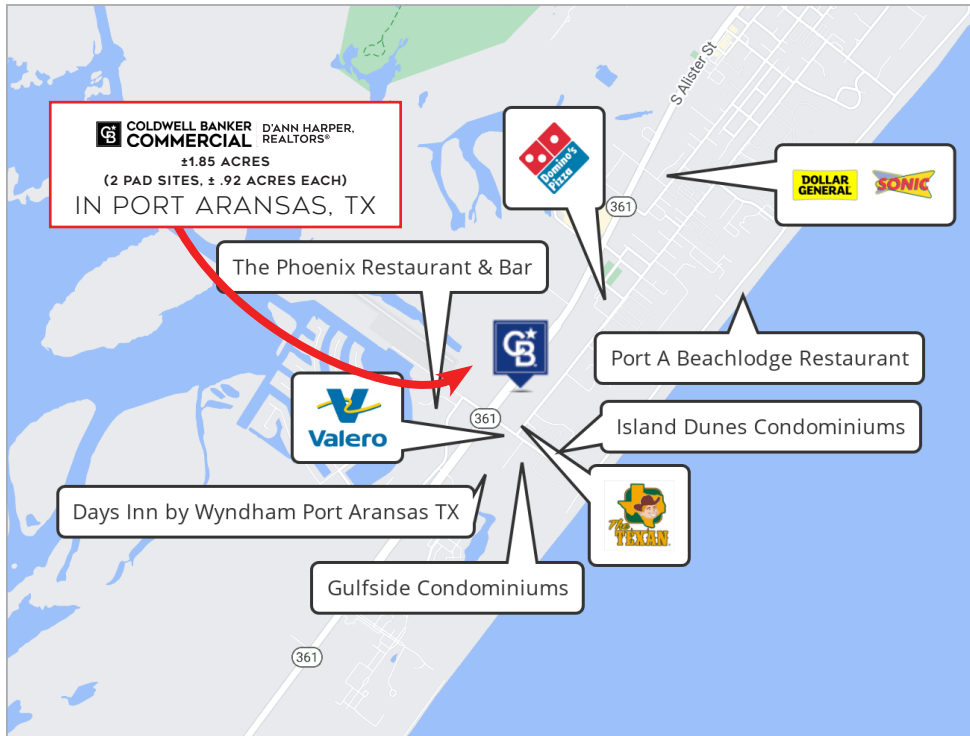 S Alister St
CB
COLDWELL BANKER
COMMERCIAL
D'ANN HARPER,
REALTORS®
±1.85 ACRES
(2 PAD SITES, ± .92 ACRES EACH)
IN PORT ARANSAS, TX
Domino's
Pizza
DOLLAR
GENERAL
SONIC
361
The Phoenix Restaurant & Bar
CB
Port A Beachlodge Restaurant
Valero
361
Island Dunes Condominiums
Days Inn by Wyndham Port Aransas TX
The
TEXAN
Gulfside Condominiums
361